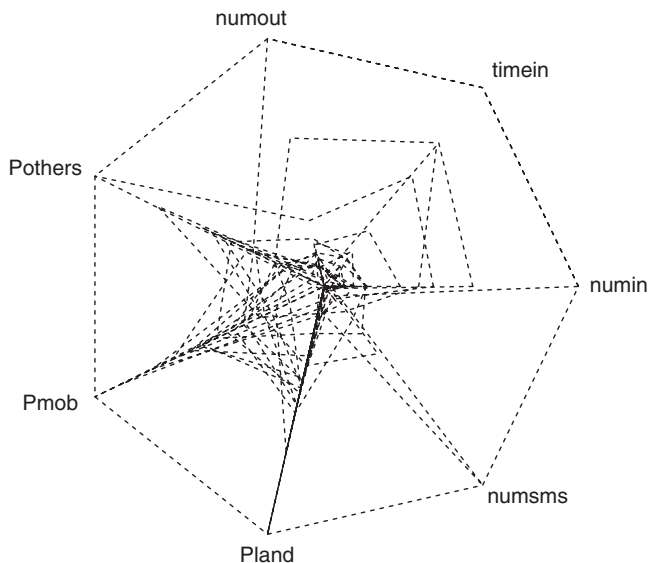 numout
timein
Pothers
numin
Pmob
numsms
Pland